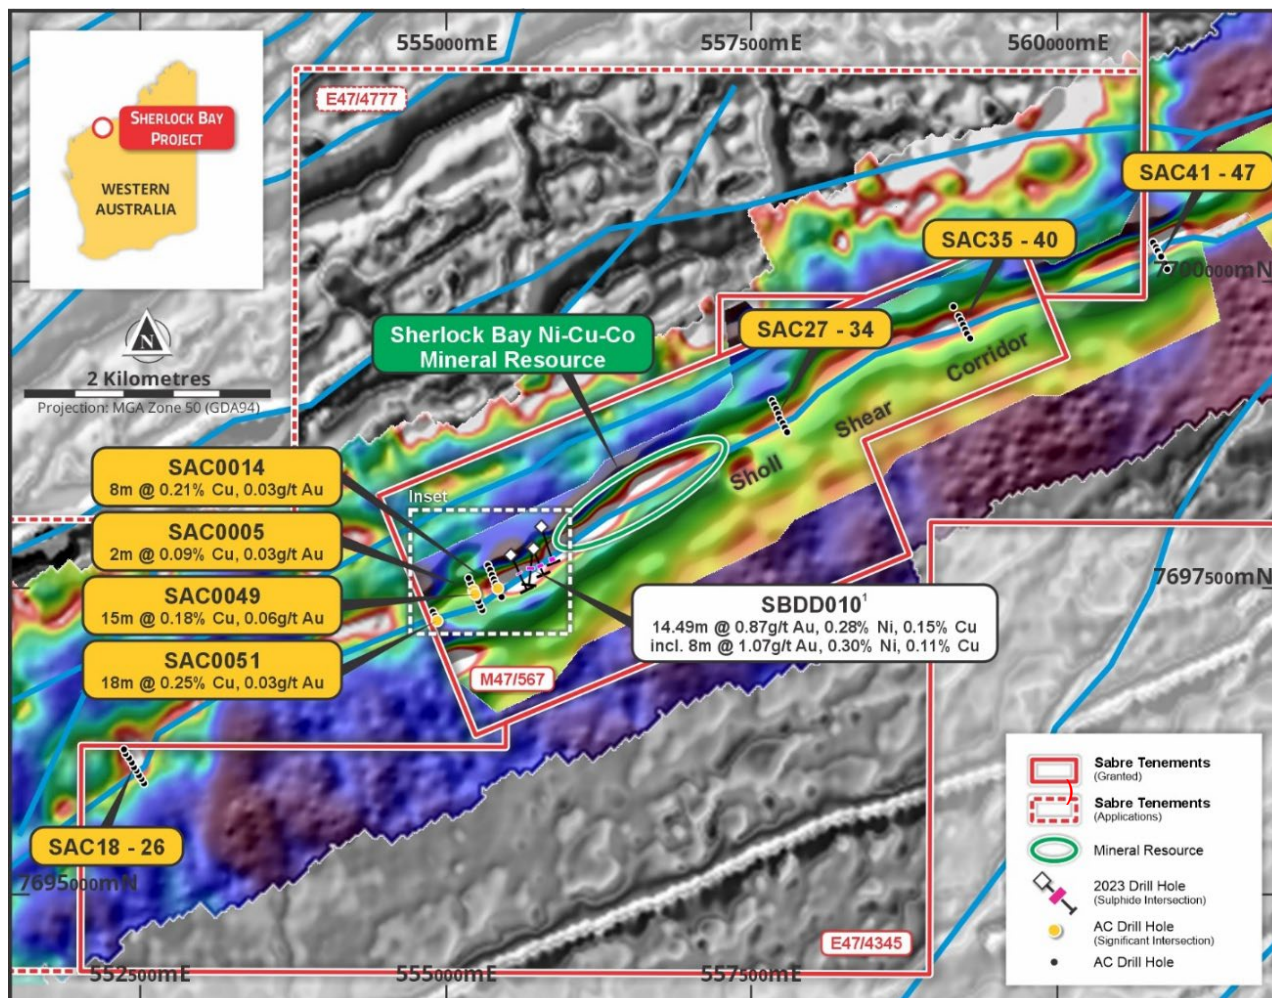 555000mE
557500mE
560000mE
E47/4777
SHERLOCK BAY
PROJECT
WESTERN
AUSTRALIA
SAC41 - 47
SAC35 - 40
7700000mN
SAC27 - 34
Sherlock Bay Ni-Cu-Co
Mineral Resource
N
2 Kilometres
Projection: MGA Zone 50 (GDA94)
Corridor
Shear
Sholl
SAC0014
8m @ 0.21% Cu, 0.03g/t Au
Inset
SAC0005
2m @ 0.09% Cu, 0.03g/t Au
SAC0049
15m @ 0.18% Cu, 0.06g/t Au
SAC0051
18m @ 0.25% Cu, 0.03g/t Au
7697500mN
SBDD010¹
14.49m @ 0.87g/t Au, 0.28% Ni, 0.15% Cu
incl. 8m @ 1.07g/t Au, 0.30% Ni, 0.11% Cu
M47/567
SAC18 - 26
7695000mN
E47/4345
552500mE
555000mE
557500mE
Sabre Tenements
(Granted)
Sabre Tenements
(Applications)
Mineral Resource
2023 Drill Hole
(Sulphide Intersection)
AC Drill Hole
(Significant Intersection)
AC Drill Hole